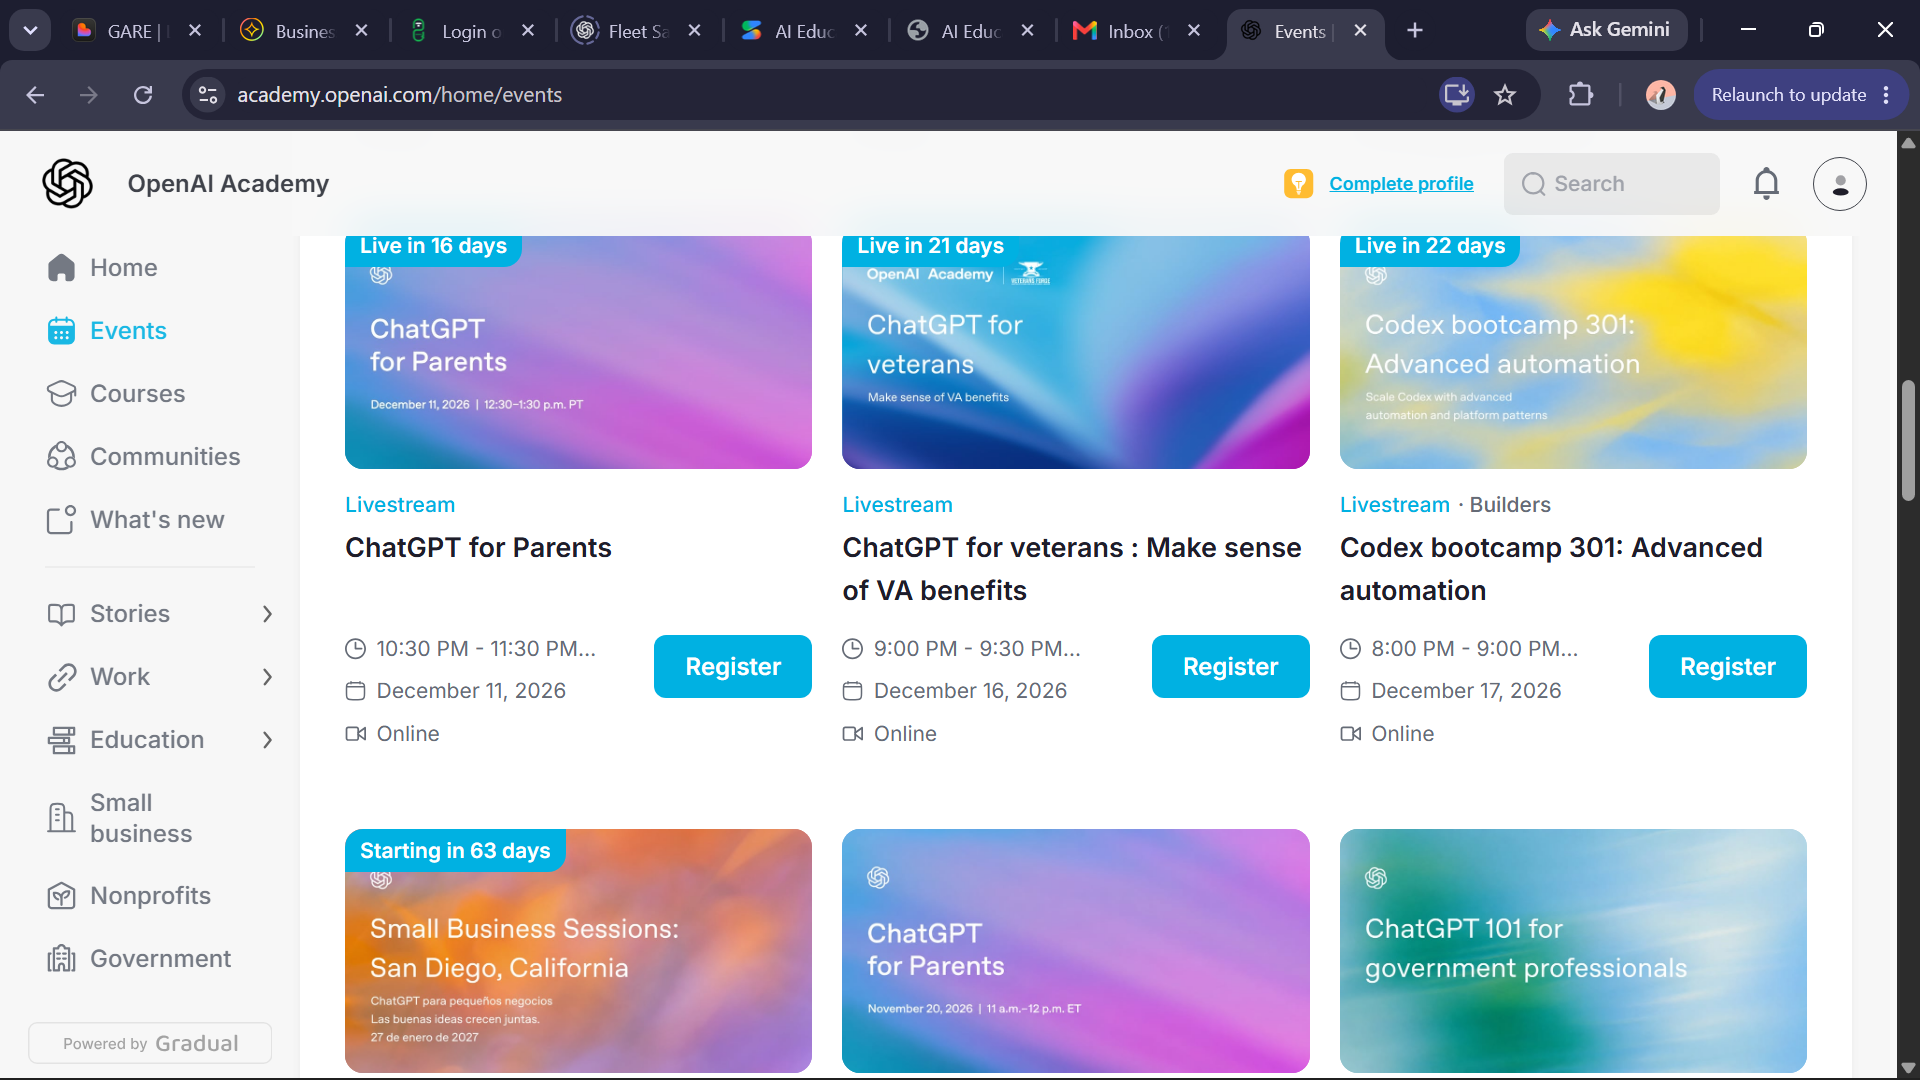 GARE |
Busines
Login o
Fleet Sa
AI Educ
AI Educ
Inbox (1
Events |
Ask Gemini
academy.openai.com/home/events
Relaunch to update
OpenAI Academy
Complete profile
Search
Home
Events
Courses
Communities
What's new
Stories
Work
Education
Small
business
Nonprofits
Government
Powered by Gradual
Live in 16 days
ChatGPT
for Parents
December 11, 2026 | 12:30–1:30 p.m. PT
Livestream
ChatGPT for Parents
10:30 PM - 11:30 PM...
December 11, 2026
Online
Register
Live in 21 days
OpenAI Academy
VETERANS FORGE
ChatGPT for
veterans
Make sense of VA benefits
Livestream
ChatGPT for veterans : Make sense
of VA benefits
9:00 PM - 9:30 PM...
December 16, 2026
Online
Register
Live in 22 days
Codex bootcamp 301:
Advanced automation
Scale Codex with advanced
automation and platform patterns
Livestream · Builders
Codex bootcamp 301: Advanced
automation
8:00 PM - 9:00 PM...
December 17, 2026
Online
Register
Starting in 63 days
Small Business Sessions:
San Diego, California
ChatGPT para pequeños negocios
Las buenas ideas crecen juntas.
27 de enero de 2027
ChatGPT
for Parents
November 20, 2026 | 11 a.m.–12 p.m. ET
ChatGPT 101 for
government professionals